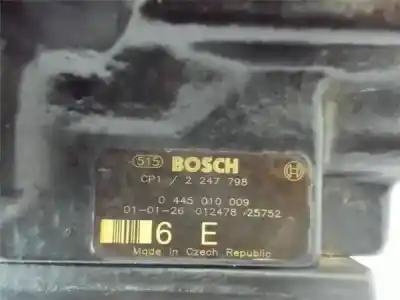 515 BOSCH
CP1 / 2 247 798
0 445 010 009
01-01-26 012478 25752
6 E
Made in Czech Republic